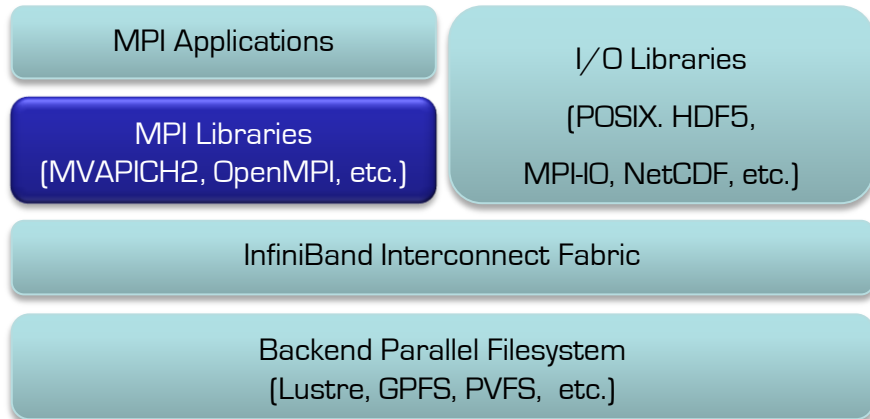 MPI Applications
MPI Libraries
(MVAPICH2, OpenMPI, etc.)
I/O Libraries
(POSIX. HDF5,
MPI-IO, NetCDF, etc.)
InfiniBand Interconnect Fabric
Backend Parallel Filesystem
(Lustre, GPFS, PVFS, etc.)